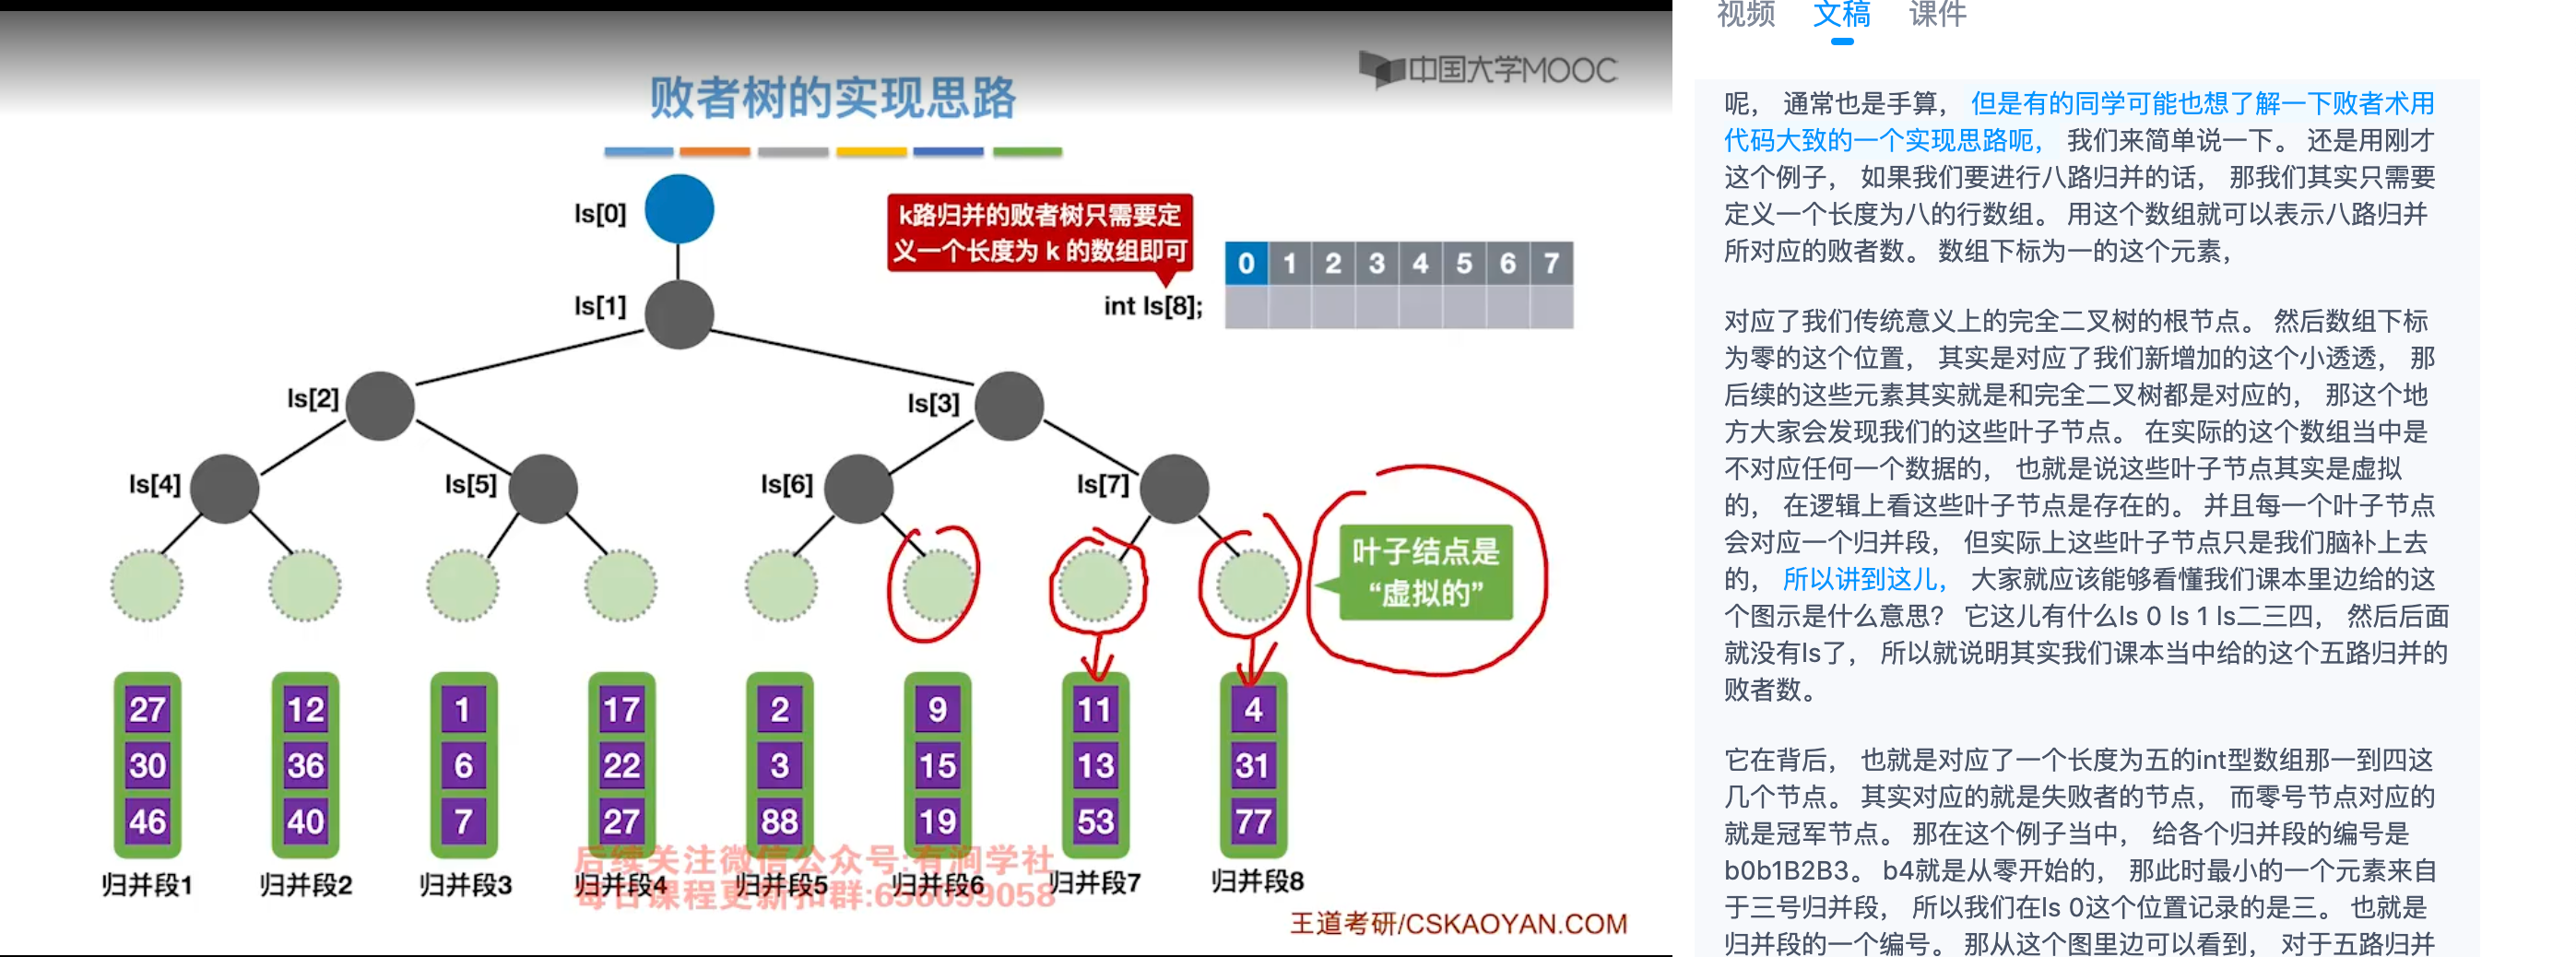 败者树的实现思路
中国大学MOOC
ls[0]
k路归并的败者树只需要定
义一个长度为 k 的数组即可
0 1 2 3 4 5 6 7
int ls[8];
ls[1]
ls[2]
ls[3]
ls[4]
ls[5]
ls[6]
ls[7]
叶子结点是
“虚拟的”
27 12 1 17 2 9 11 4
30 36 6 22 3 15 13 31
46 40 7 27 88 19 53 77
归并段1 归并段2 归并段3 归并段4 归并段5 归并段6 归并段7 归并段8
后续关注微信公众号:有涧学社
每日课程更新扣群:656099058
王道考研/CSKAOYAN.COM
视频 文稿 课件
呢， 通常也是手算， 但是有的同学可能也想了解一下败者术用
代码大致的一个实现思路呃， 我们来简单说一下。 还是用刚才
这个例子， 如果我们要进行八路归并的话， 那我们其实只需要
定义一个长度为八的行数组。 用这个数组就可以表示八路归并
所对应的败者数。 数组下标为一的这个元素，
对应了我们传统意义上的完全二叉树的根节点。 然后数组下标
为零的这个位置， 其实是对应了我们新增加的这个小透透， 那
后续的这些元素其实就是和完全二叉树都是对应的， 那这个地
方大家会发现我们的这些叶子节点。 在实际的这个数组当中是
不对应任何一个数据的， 也就是说这些叶子节点其实是虚拟
的， 在逻辑上看这些叶子节点是存在的。 并且每一个叶子节点
会对应一个归并段， 但实际上这些叶子节点只是我们脑补上去
的， 所以讲到这儿， 大家就应该能够看懂我们课本里边给的这
个图示是什么意思？ 它这儿有什么ls 0 ls 1 ls二三四， 然后后面
就没有ls了， 所以就说明其实我们课本当中给的这个五路归并的
败者数。
它在背后， 也就是对应了一个长度为五的int型数组那一到四这
几个节点。 其实对应的就是失败者的节点， 而零号节点对应的
就是冠军节点。 那在这个例子当中， 给各个归并段的编号是
b0b1B2B3。 b4就是从零开始的， 那此时最小的一个元素来自
于三号归并段， 所以我们在ls 0这个位置记录的是三。 也就是
归并段的一个编号。 那从这个图里边可以看到， 对于五路归并